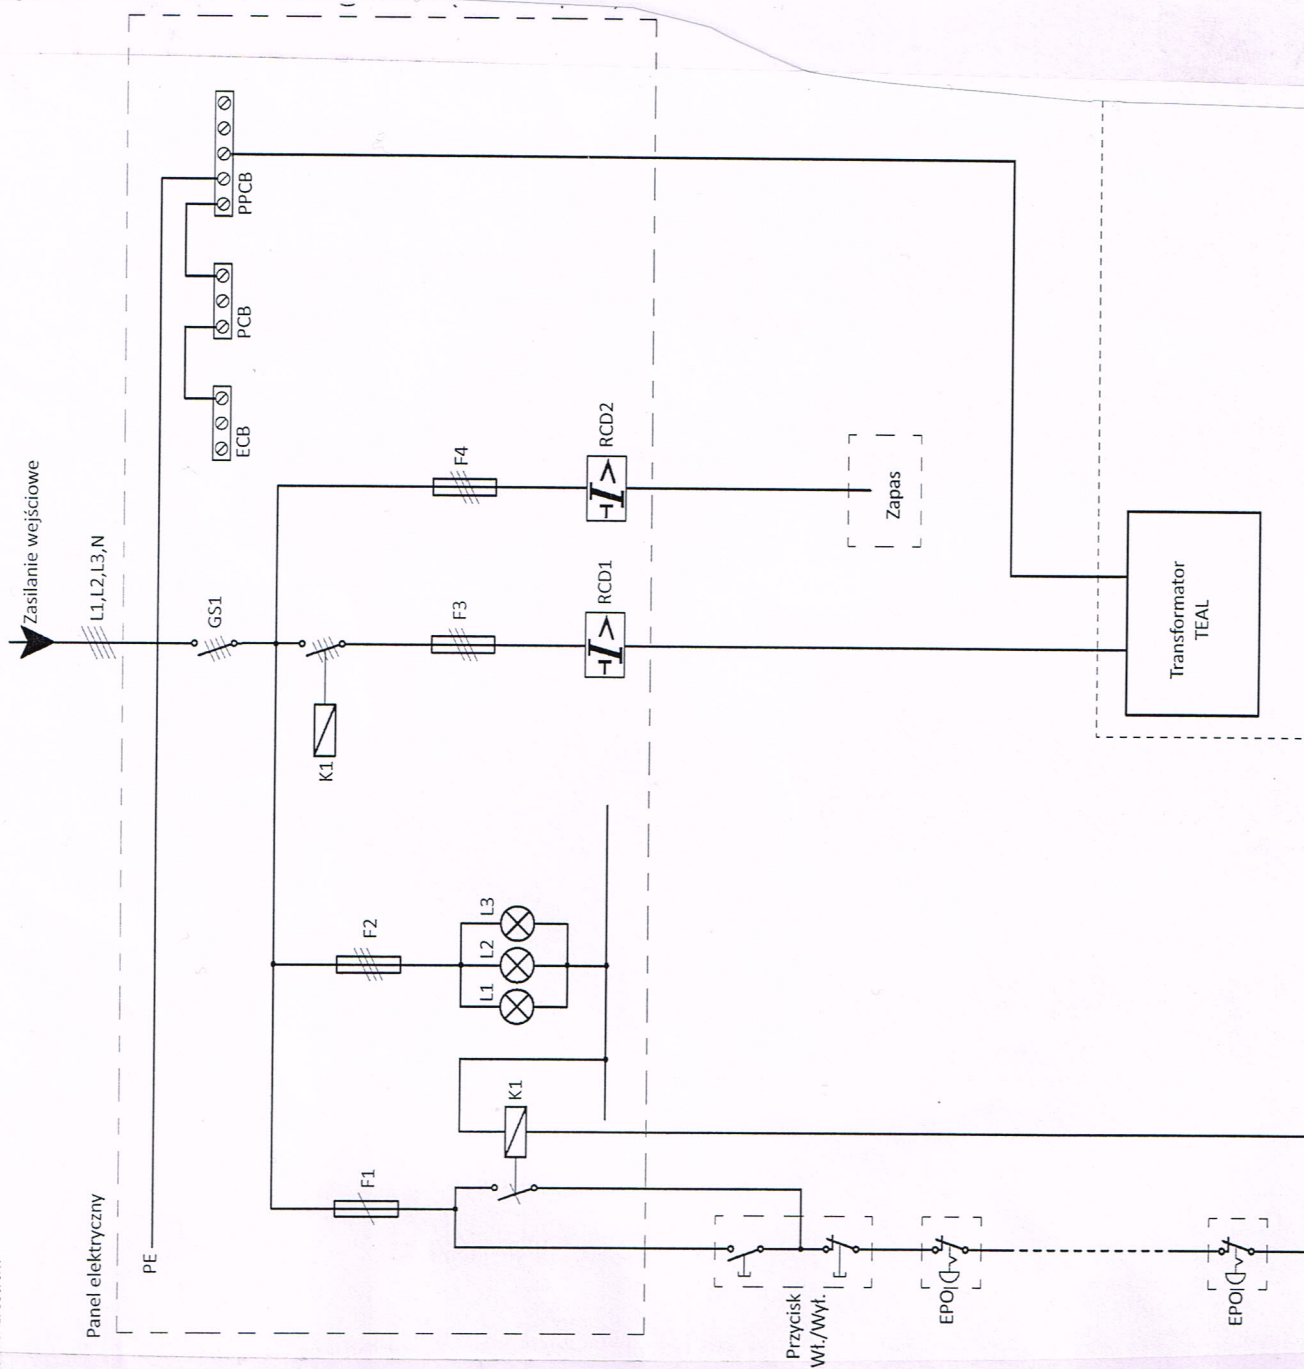 Zasilanie wejściowe
L1,L2,L3,N
Panel elektryczny
PE
GS1
ECB
PCB
PPCB
K1
F1
F2
F3
F4
L1
L2
L3
K1
RCD1
RCD2
I >
I >
Przycisk
Wł./Wył.
EPO
EPO
Zapas
Transformator
TEAL